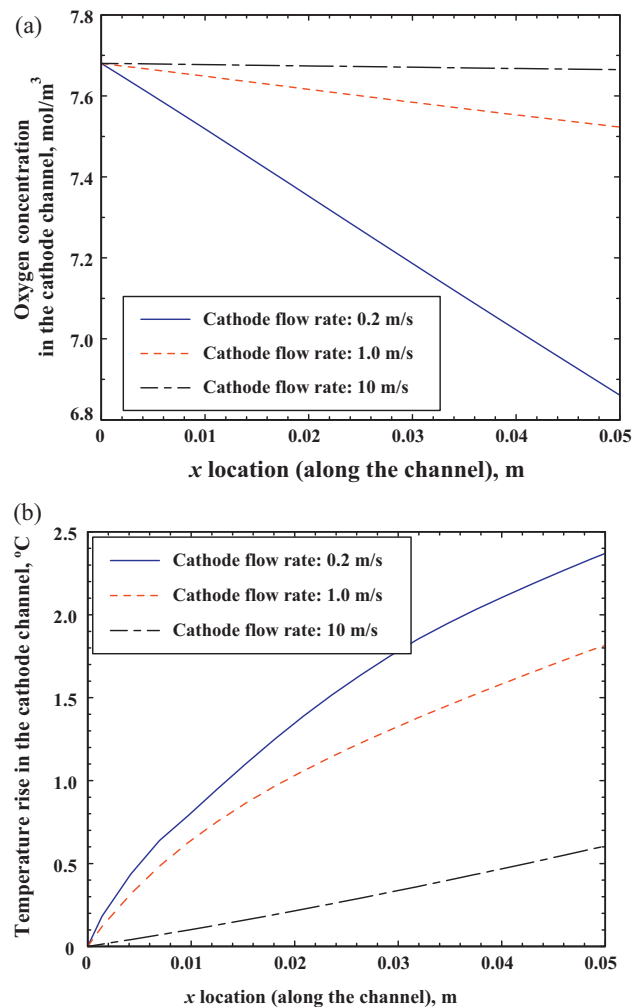 (a)
7.8
7.6
7.4
7.2
7.0
6.8
Oxygen concentration
in the cathode channel, mol/m³
Cathode flow rate: 0.2 m/s
Cathode flow rate: 1.0 m/s
Cathode flow rate: 10 m/s
0 0.01 0.02 0.03 0.04 0.05
x location (along the channel), m
(b)
2.5
2.0
1.5
1.0
0.5
0
Temperature rise in the cathode channel, ºC
Cathode flow rate: 0.2 m/s
Cathode flow rate: 1.0 m/s
Cathode flow rate: 10 m/s
0 0.01 0.02 0.03 0.04 0.05
x location (along the channel), m